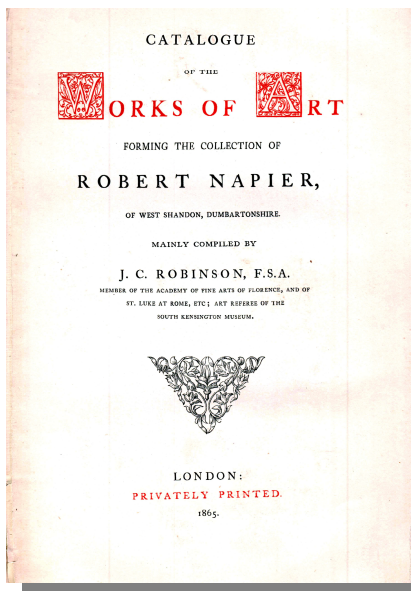 CATALOGUE
OF THE
WORKS OF ART
FORMING THE COLLECTION OF
ROBERT NAPIER,
OF WEST SHANDON, DUMBARTONSHIRE.
MAINLY COMPILED BY
J. C. ROBINSON, F.S.A.
MEMBER OF THE ACADEMY OF FINE ARTS OF FLORENCE, AND OF
ST. LUKE AT ROME, ETC; ART REFEREE OF THE
SOUTH KENSINGTON MUSEUM.
LONDON:
PRIVATELY PRINTED.
1865.